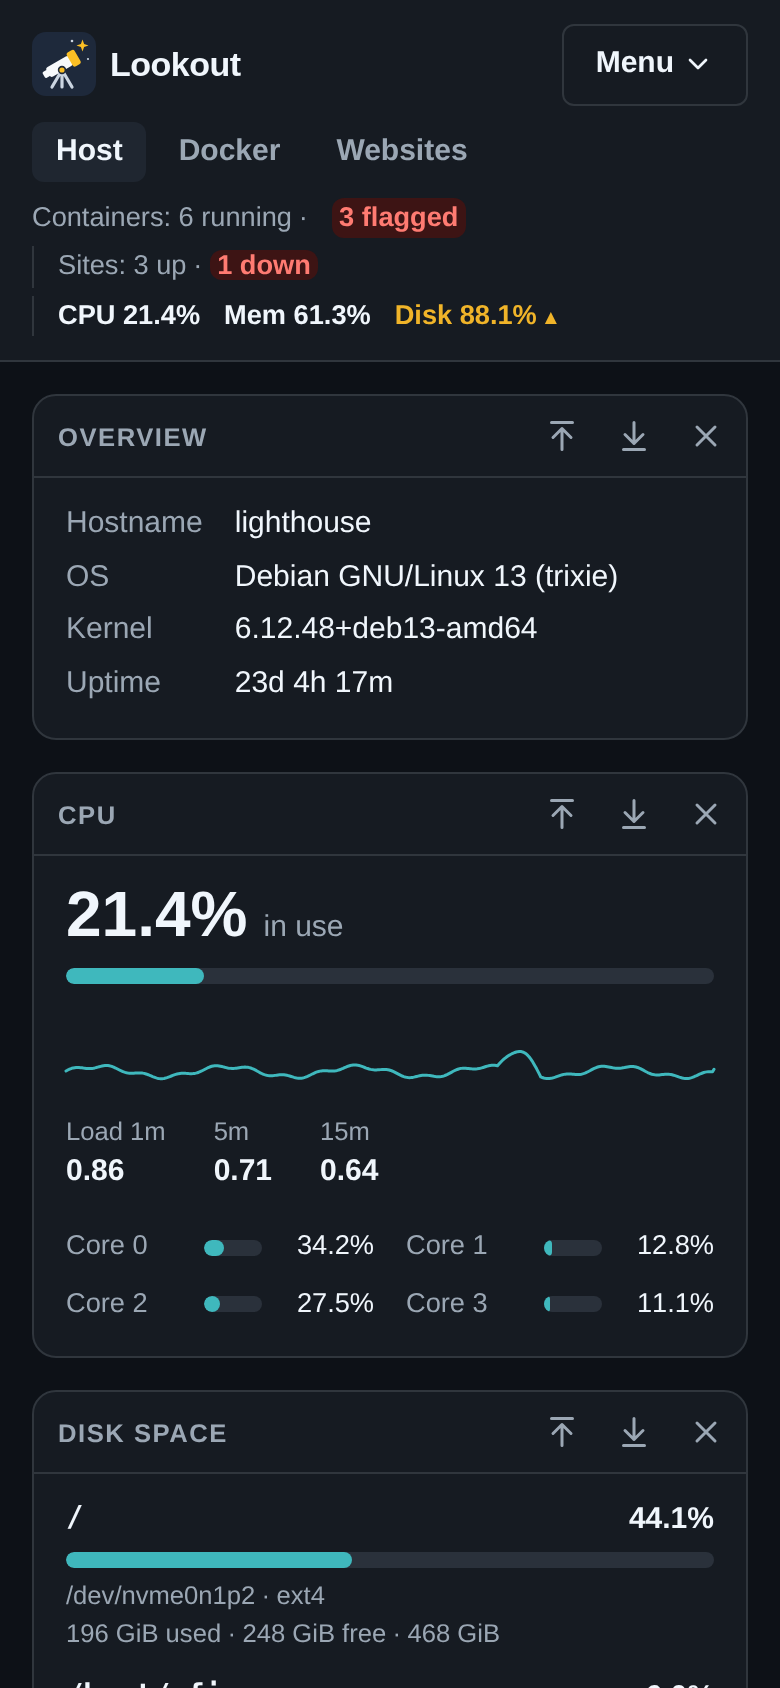 Lookout
Menu
Host Docker Websites
Containers: 6 running · 3 flagged
Sites: 3 up · 1 down
CPU 21.4% Mem 61.3% Disk 88.1% ▲
OVERVIEW
Hostname lighthouse
OS Debian GNU/Linux 13 (trixie)
Kernel 6.12.48+deb13-amd64
Uptime 23d 4h 17m
CPU
21.4% in use
Load 1m 5m 15m
0.86 0.71 0.64
Core 0 34.2% Core 1 12.8%
Core 2 27.5% Core 3 11.1%
DISK SPACE
/ 44.1%
/dev/nvme0n1p2 · ext4
196 GiB used · 248 GiB free · 468 GiB